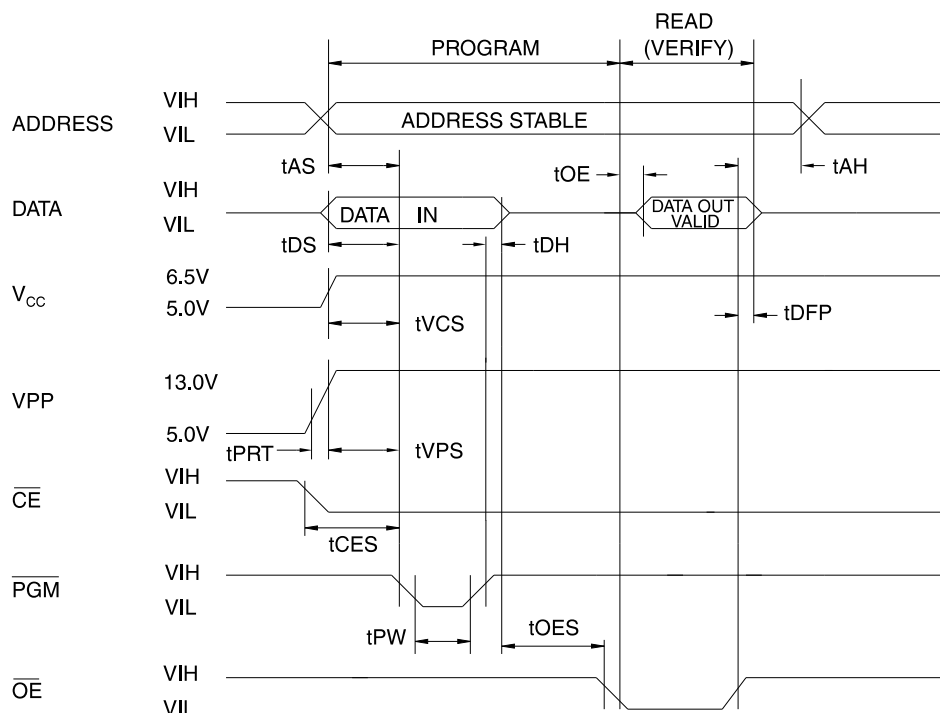 READ
PROGRAM (VERIFY)
VIH
ADDRESS ADDRESS STABLE
VIL
tAS tOE tAH
VIH
DATA DATA IN DATA OUT
VIL VALID
tDS tDH
6.5V
VCC
5.0V tVCS tDFP
13.0V
VPP
5.0V
tPRT tVPS
VIH
CE
VIL
tCES
VIH
PGM
VIL
tPW tOES
VIH
OE
VIL